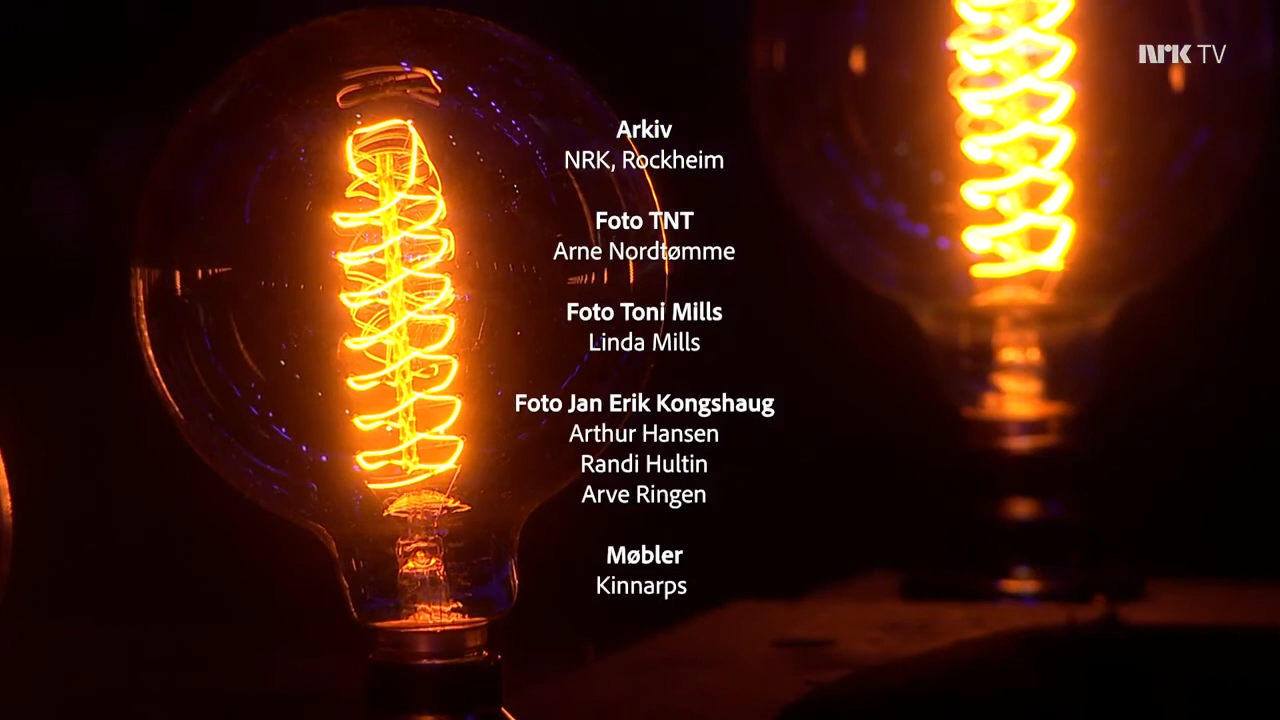 nrk TV
Arkiv
NRK, Rockheim
Foto TNT
Arne Nordtømme
Foto Toni Mills
Linda Mills
Foto Jan Erik Kongshaug
Arthur Hansen
Randi Hultin
Arve Ringen
Møbler
Kinnarps